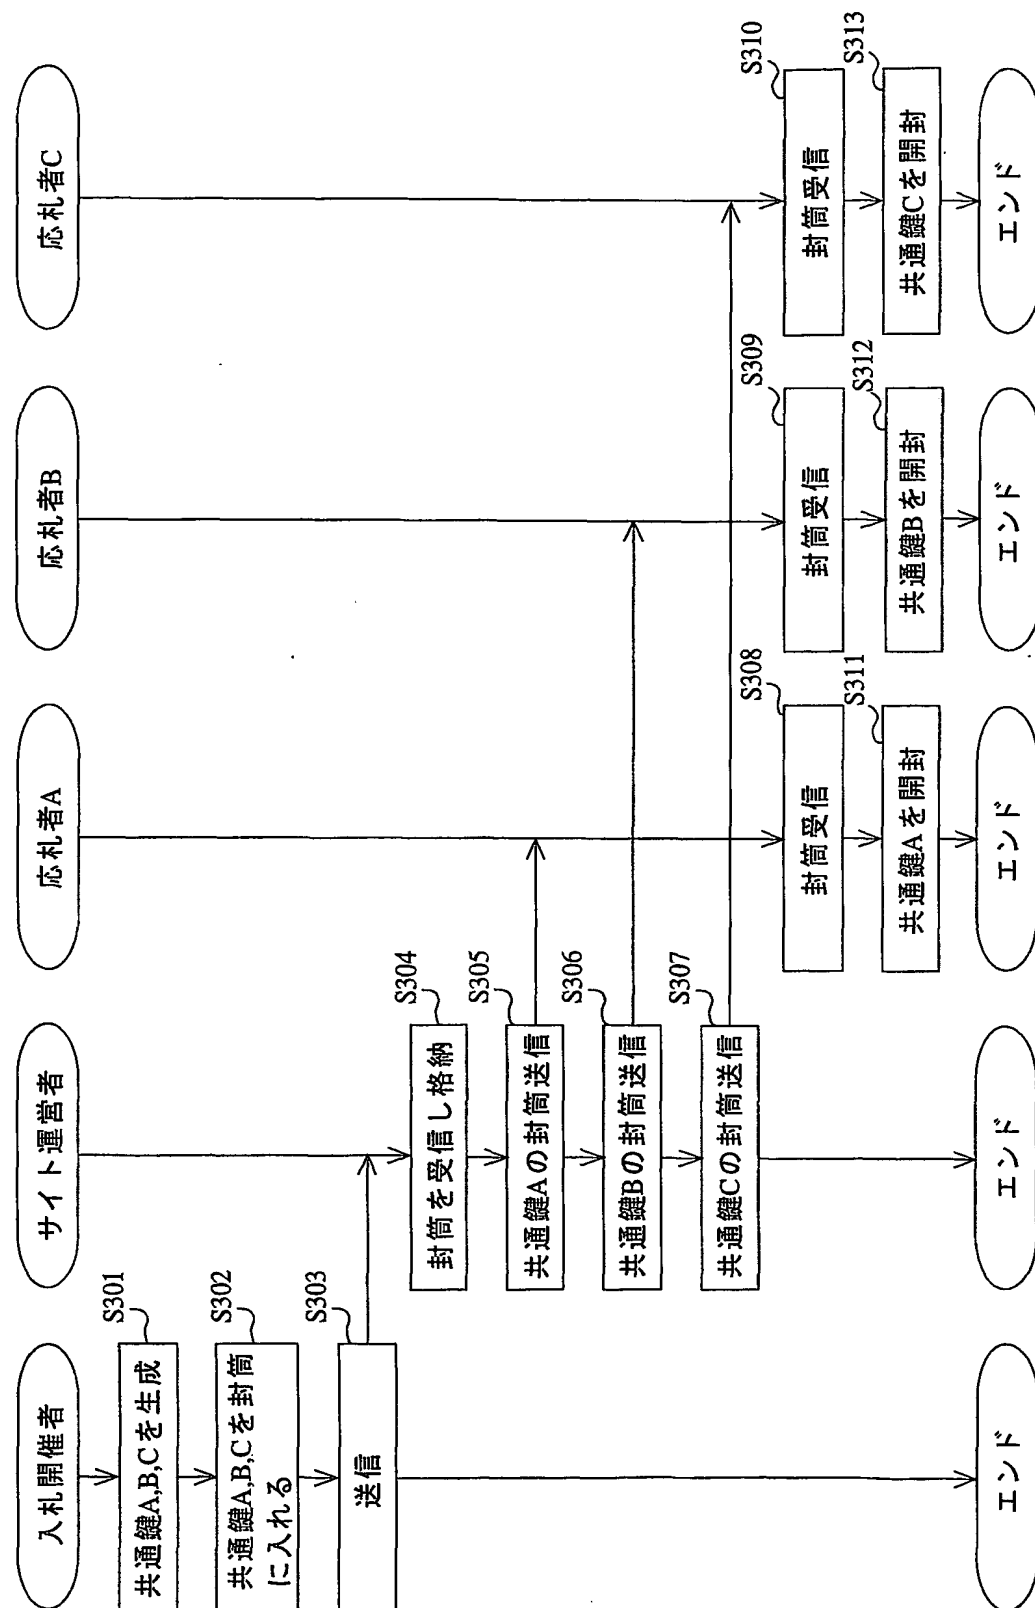 入札開催者
サイト運営者
応札者A
応札者B
応札者C
S301
共通鍵A,B,Cを生成
S302
共通鍵A,B,Cを封筒
に入れる
S303
送信
S304
封筒を受信し格納
S305
共通鍵Aの封筒送信
S306
共通鍵Bの封筒送信
S307
共通鍵Cの封筒送信
S308
封筒受信
S309
封筒受信
S310
封筒受信
S311
共通鍵Aを開封
S312
共通鍵Bを開封
S313
共通鍵Cを開封
エンド
エンド
エンド
エンド
エンド